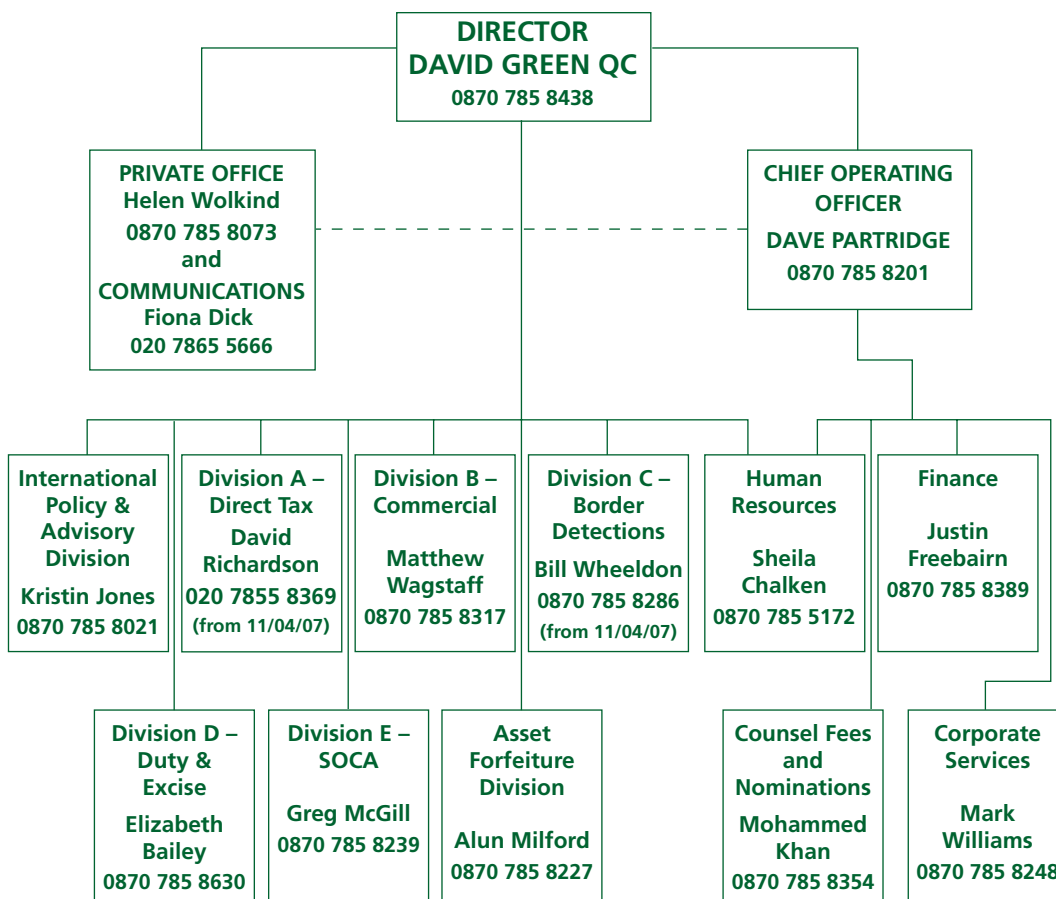 DIRECTOR
DAVID GREEN QC
0870 785 8438
PRIVATE OFFICE
Helen Wolkind
0870 785 8073
and
COMMUNICATIONS
Fiona Dick
020 7865 5666
CHIEF OPERATING
OFFICER
DAVE PARTRIDGE
0870 785 8201
International
Policy &
Advisory
Division
Kristin Jones
0870 785 8021
Division A –
Direct Tax
David
Richardson
020 7855 8369
(from 11/04/07)
Division B –
Commercial
Matthew
Wagstaff
0870 785 8317
Division C –
Border
Detections
Bill Wheeldon
0870 785 8286
(from 11/04/07)
Human
Resources
Sheila
Chalken
0870 785 5172
Finance
Justin
Freebairn
0870 785 8389
Division D –
Duty &
Excise
Elizabeth
Bailey
0870 785 8630
Division E –
SOCA
Greg McGill
0870 785 8239
Asset
Forfeiture
Division
Alun Milford
0870 785 8227
Counsel Fees
and
Nominations
Mohammed
Khan
0870 785 8354
Corporate
Services
Mark
Williams
0870 785 8248